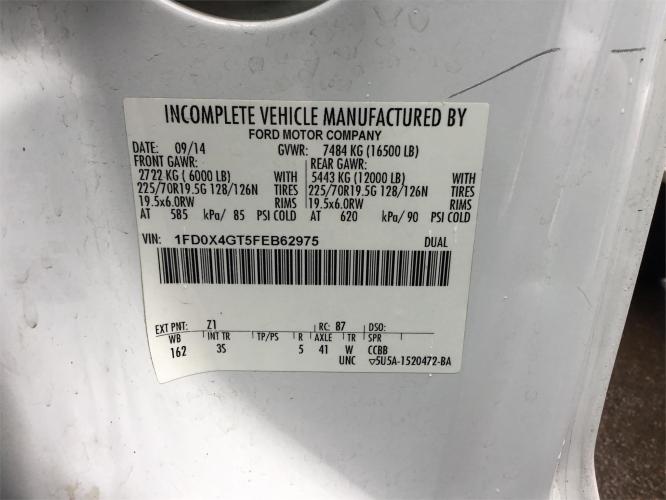 INCOMPLETE VEHICLE MANUFACTURED BY
FORD MOTOR COMPANY
DATE: 09/14 GVWR: 7484 KG (16500 LB)
FRONT GAWR: REAR GAWR:
2722 KG ( 6000 LB) WITH 5443 KG (12000 LB) WITH
225/70R19.5G 128/126N TIRES 225/70R19.5G 128/126N TIRES
19.5x6.0RW RIMS 19.5x6.0RW RIMS
AT 585 kPa/ 85 PSI COLD AT 620 kPa/ 90 PSI COLD
VIN: 1FD0X4GT5FEB62975 DUAL
EXT PNT: Z1 RC: 87 DSO:
WB INT TR TP/PS R AXLE TR SPR
162 3S 5 41 W CCBB
UNC ▽5U5A-1520472-BA